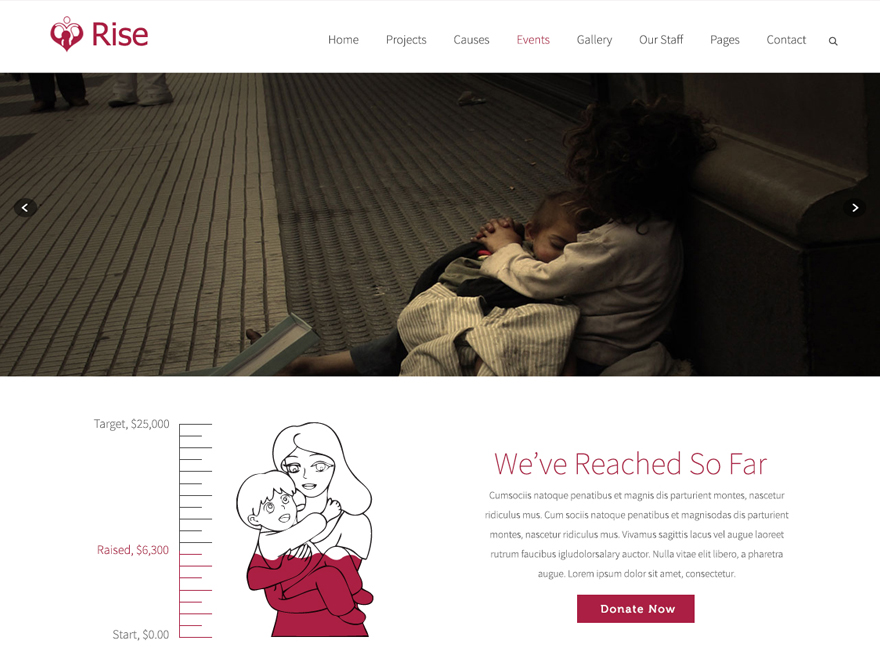 Rise
Home Projects Causes Events Gallery Our Staff Pages Contact
Target, $25,000
Raised, $6,300
Start, $0.00
We've Reached So Far
Cumsociis natoque penatibus et magnis dis parturient montes, nascetur
ridiculus mus. Cum sociis natoque penatibus et magnisodas dis parturient
montes, nascetur ridiculus mus. Vivamus sagittis lacus vel augue laoreet
rutrum faucibus igludolorsalary auctor. Nulla vitae elit libero, a pharetra
augue. Lorem ipsum dolor sit amet, consectetur.
Donate Now